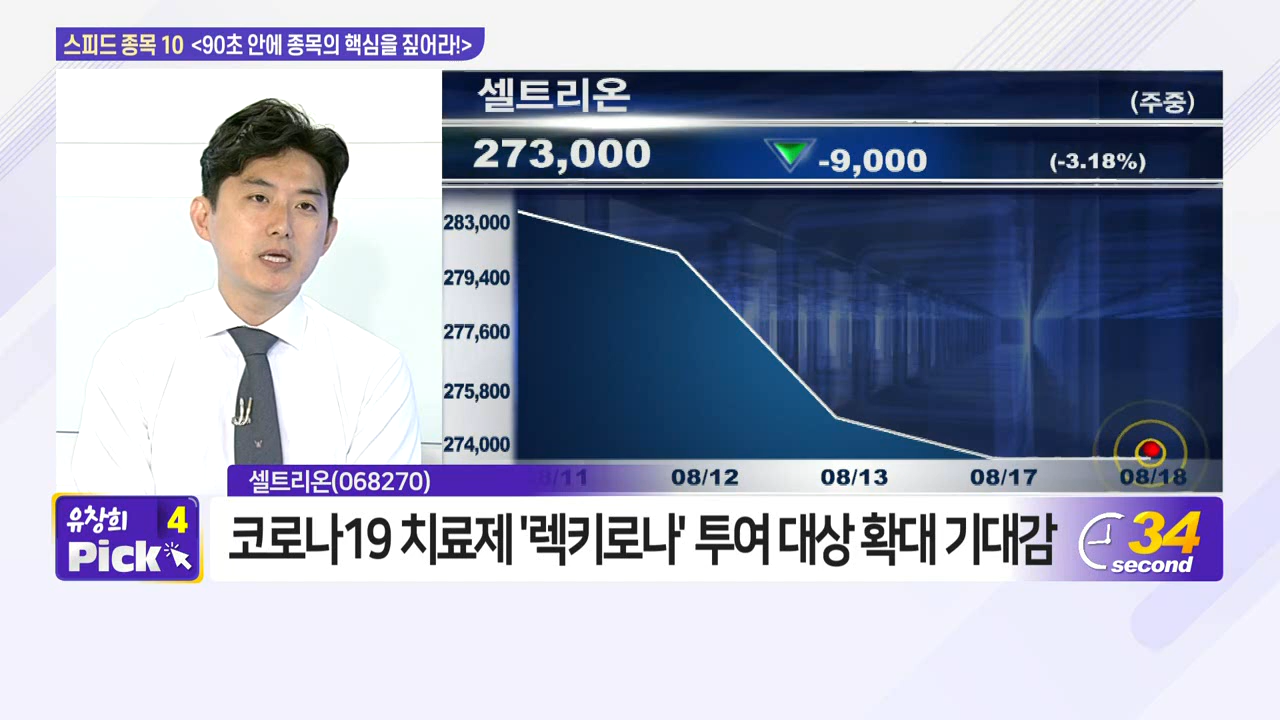 스피드 종목 10 <90초 안에 종목의 핵심을 짚어라!>
셀트리온
(주중)
273,000 -9,000 (-3.18%)
283,000
279,400
277,600
275,800
274,000
8/11 08/12 08/13 08/17 08/18
셀트리온(068270)
유창희 4
Pick
코로나19 치료제 '렉키로나' 투여 대상 확대 기대감
34
second